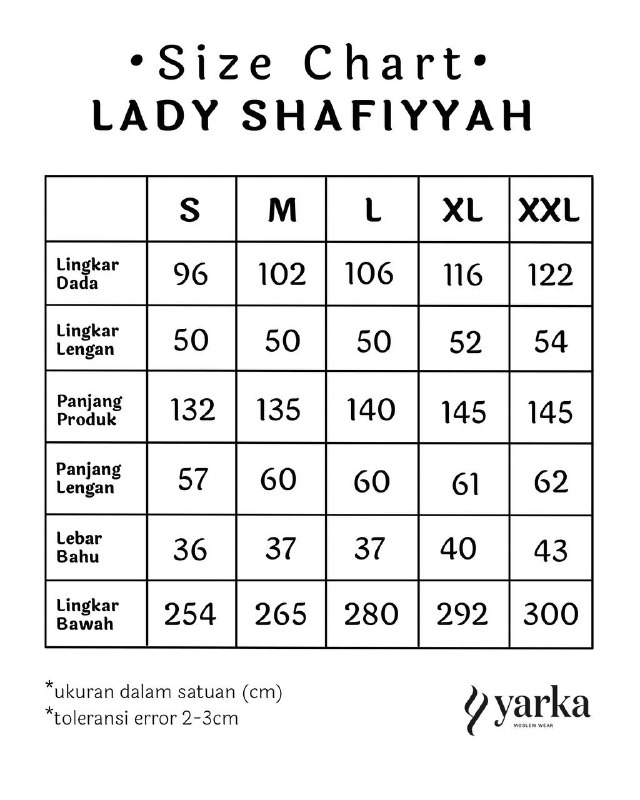 •Size Chart•
LADY SHAFIYYAH
S M L XL XXL
Lingkar
Dada 96 102 106 116 122
Lingkar
Lengan 50 50 50 52 54
Panjang
Produk 132 135 140 145 145
Panjang
Lengan 57 60 60 61 62
Lebar
Bahu 36 37 37 40 43
Lingkar
Bawah 254 265 280 292 300
*ukuran dalam satuan (cm)
*toleransi error 2-3cm
yarka
MOSLEM WEAR